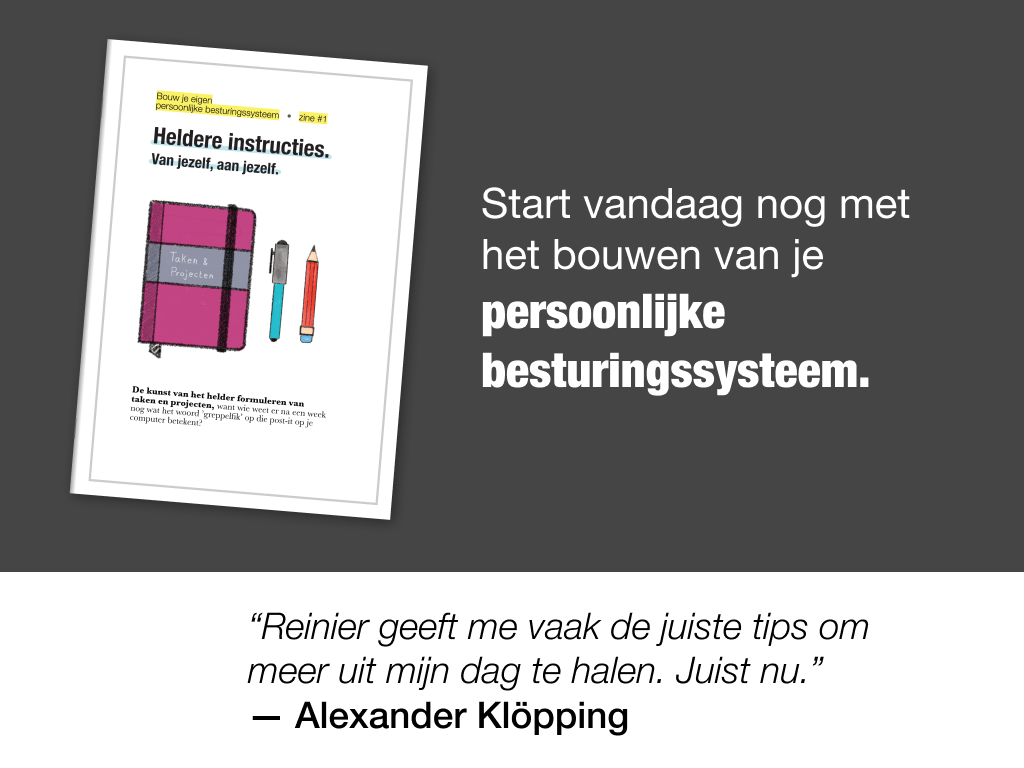 Bouw je eigen
persoonlijke besturingssysteem • zine #1
Heldere instructies.
Van jezelf, aan jezelf.
Taken &
Projecten
De kunst van het helder formuleren van
taken en projecten, want wie weet er na een week
nog wat het woord 'greppelfik' op die post-it op je
computer betekent?
Start vandaag nog met
het bouwen van je
persoonlijke
besturingssysteem.
“Reinier geeft me vaak de juiste tips om
meer uit mijn dag te halen. Juist nu.”
— Alexander Klöpping